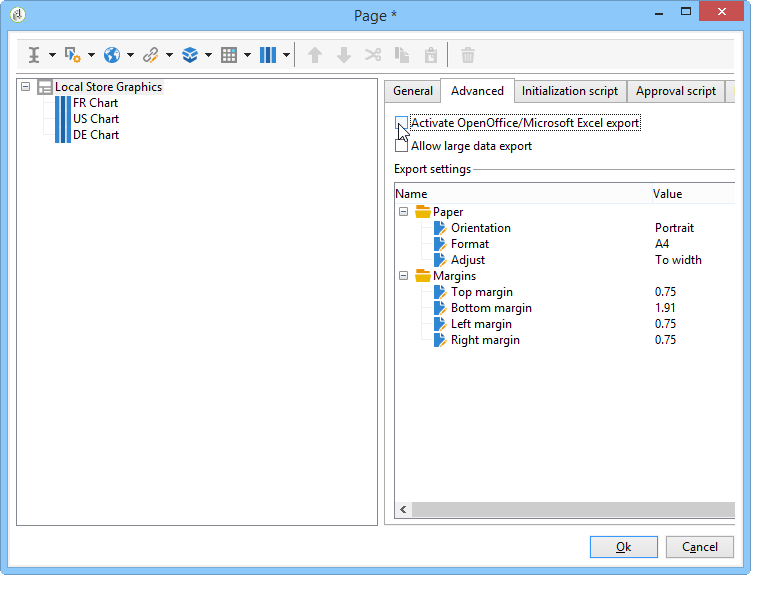 Page *
Local Store Graphics
FR Chart
US Chart
DE Chart
General Advanced Initialization script Approval script
Activate OpenOffice/Microsoft Excel export
Allow large data export
Export settings
Name Value
Paper
Orientation Portrait
Format A4
Adjust To width
Margins
Top margin 0.75
Bottom margin 1.91
Left margin 0.75
Right margin 0.75
Ok Cancel